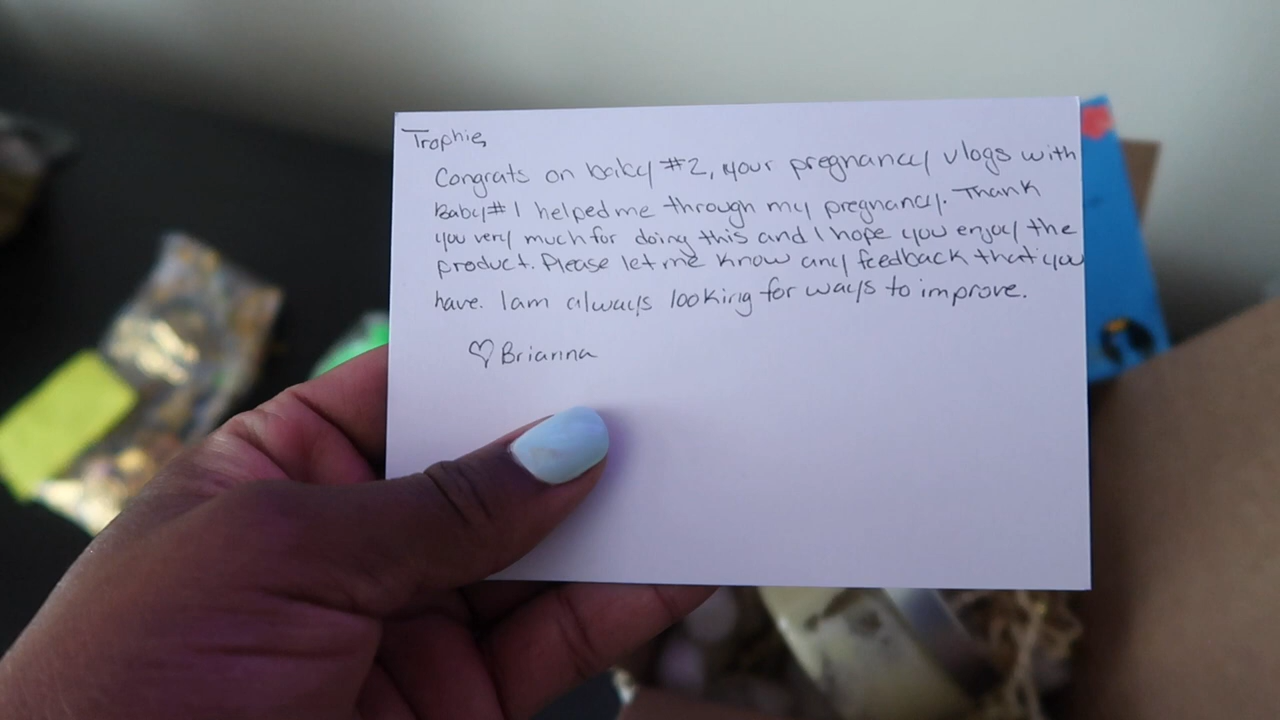 Trophie,
Congrats on baby #2, your pregnancy vlogs with
Baby #1 helped me through my pregnancy. Thank
you very much for doing this and I hope you enjoy the
product. Please let me know any feedback that you
have. I am always looking for ways to improve.
♡ Brianna